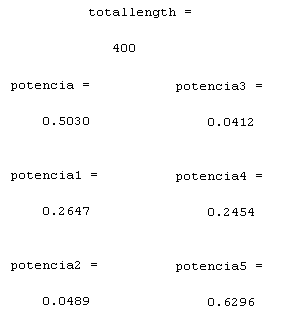 totallength =
400
potencia =
0.5030
potencia1 =
0.2647
potencia2 =
0.0489
potencia3 =
0.0412
potencia4 =
0.2454
potencia5 =
0.6296